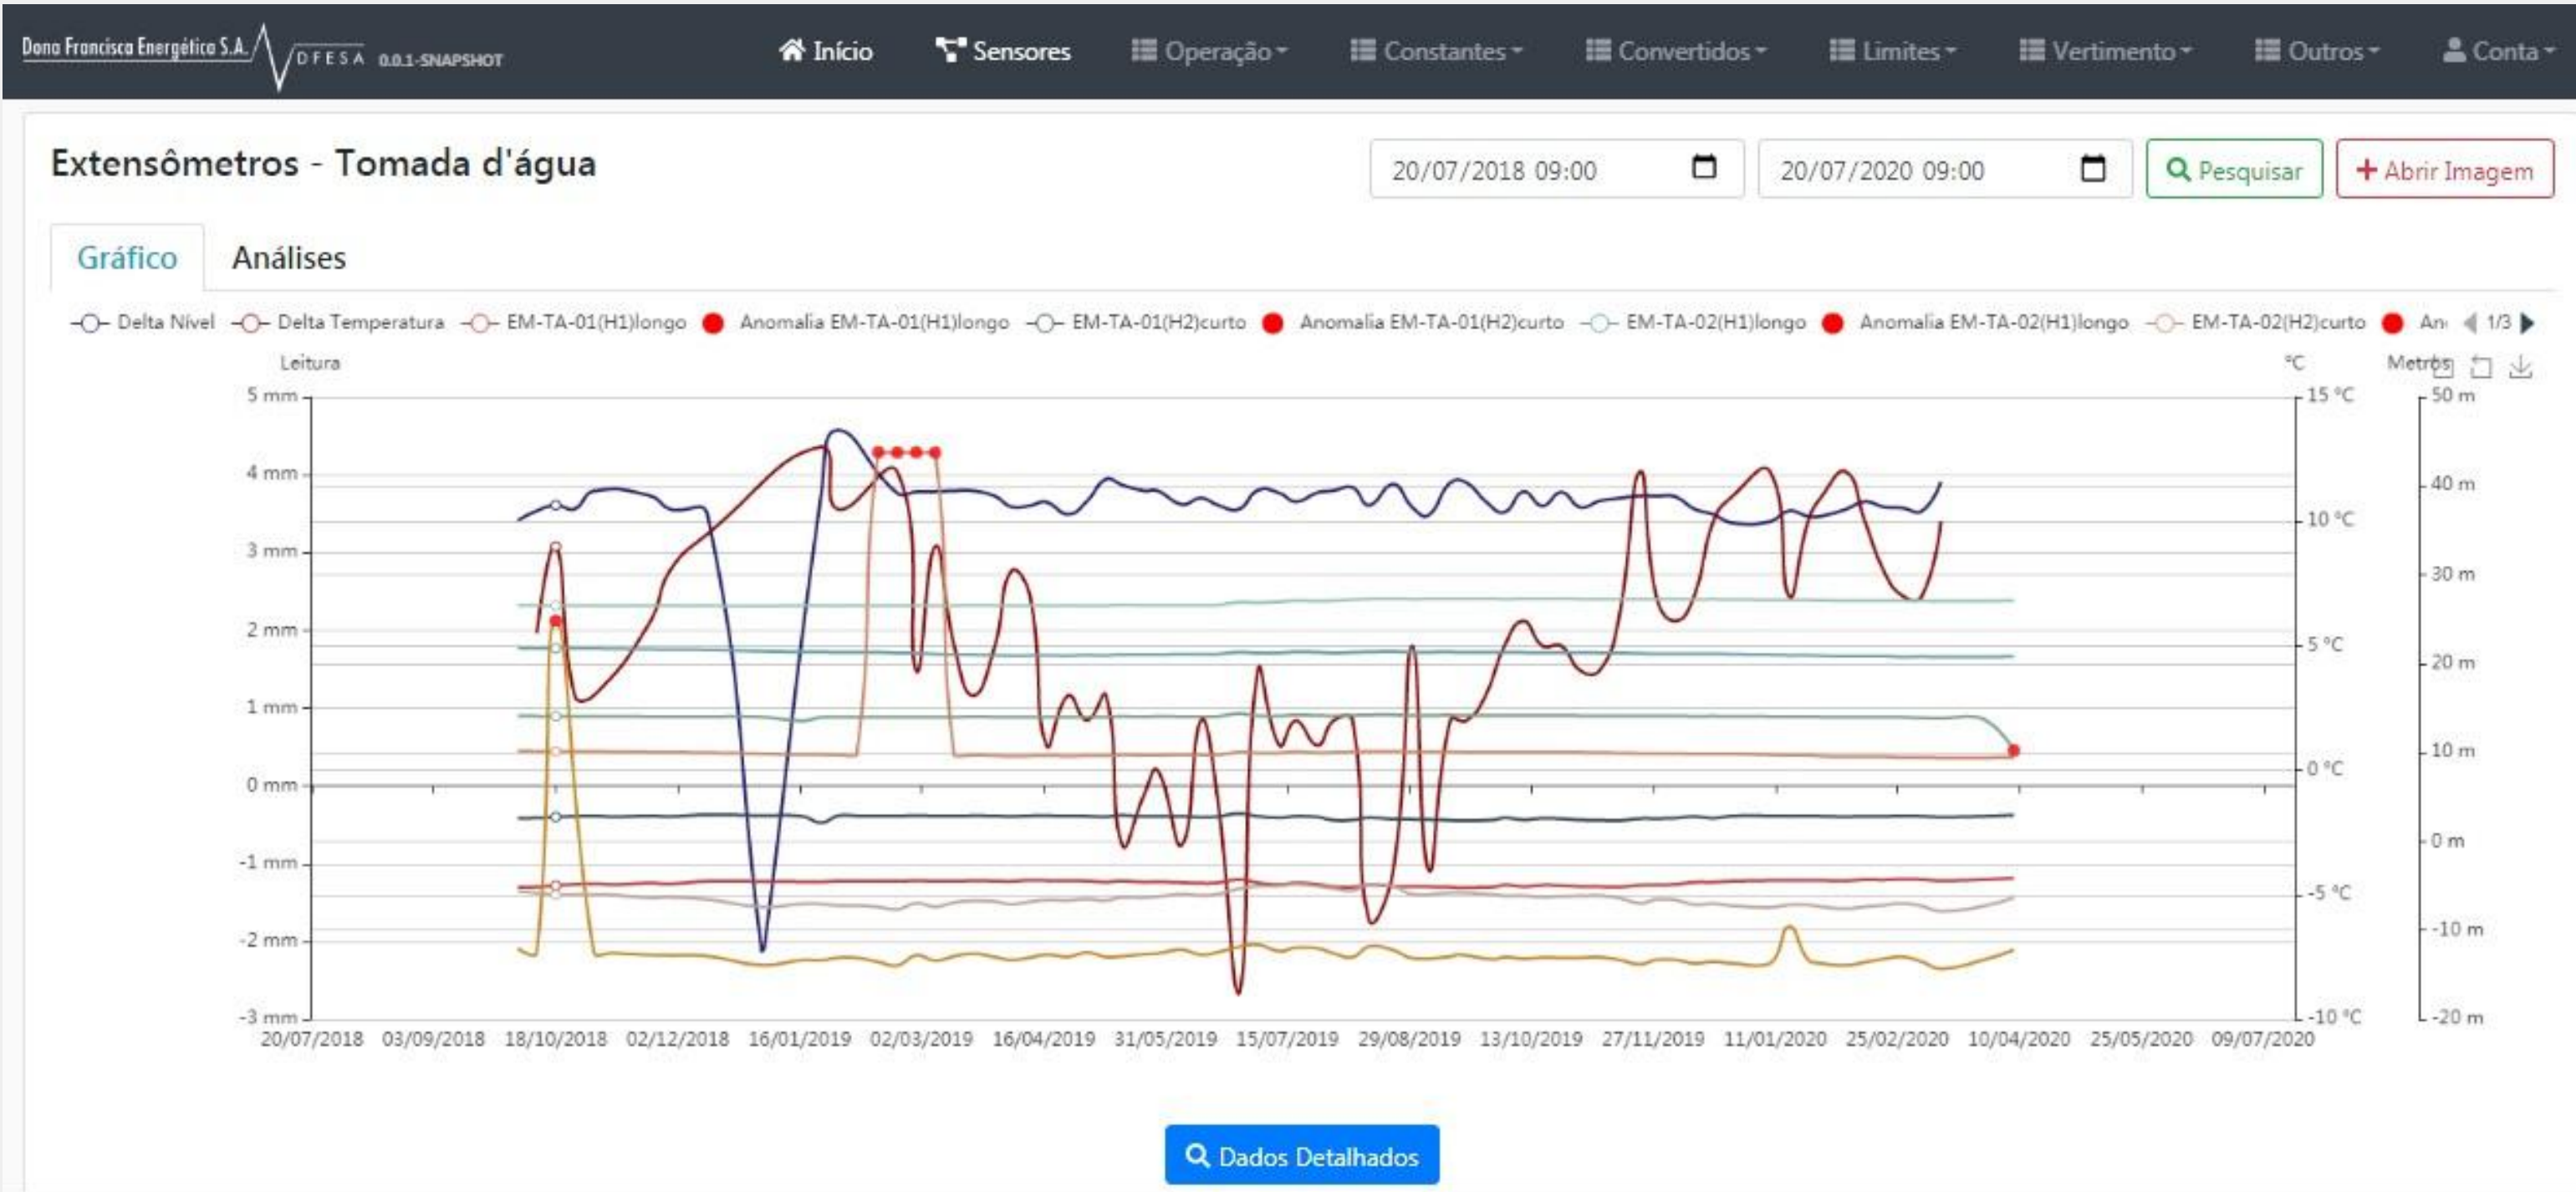 Dona Francisca Energética S.A. DFESA 0.0.1-SNAPSHOT Início Sensores Operação Constantes Convertidos Limites Vertimento Outros Conta
Extensômetros - Tomada d'água 20/07/2018 09:00 20/07/2020 09:00 Pesquisar Abrir Imagem
Gráfico Análises
Delta Nível Delta Temperatura EM-TA-01(H1)longo Anomalia EM-TA-01(H1)longo EM-TA-01(H2)curto Anomalia EM-TA-01(H2)curto EM-TA-02(H1)longo Anomalia EM-TA-02(H1)longo EM-TA-02(H2)curto An 1/3
Leitura °C Metros
5 mm 15 °C 50 m
4 mm 40 m
10 °C
3 mm 30 m
2 mm 5 °C 20 m
1 mm 10 m
0 mm 0 °C
0 m
-1 mm -5 °C
-2 mm -10 m
-3 mm -10 °C -20 m
20/07/2018 03/09/2018 18/10/2018 02/12/2018 16/01/2019 02/03/2019 16/04/2019 31/05/2019 15/07/2019 29/08/2019 13/10/2019 27/11/2019 11/01/2020 25/02/2020 10/04/2020 25/05/2020 09/07/2020
Dados Detalhados